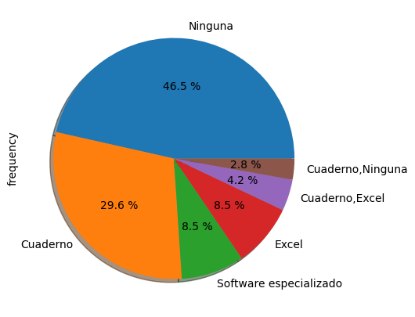 Ninguna
46.5 %
frequency
Cuaderno
29.6 %
Software especializado
8.5 %
Excel
8.5 %
Cuaderno,Excel
4.2 %
Cuaderno,Ninguna
2.8 %